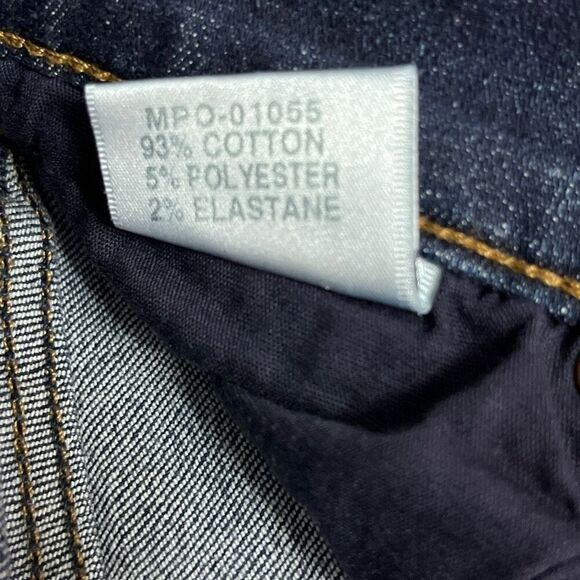 MPO-01055
93% COTTON
5% POLYESTER
2% ELASTANE